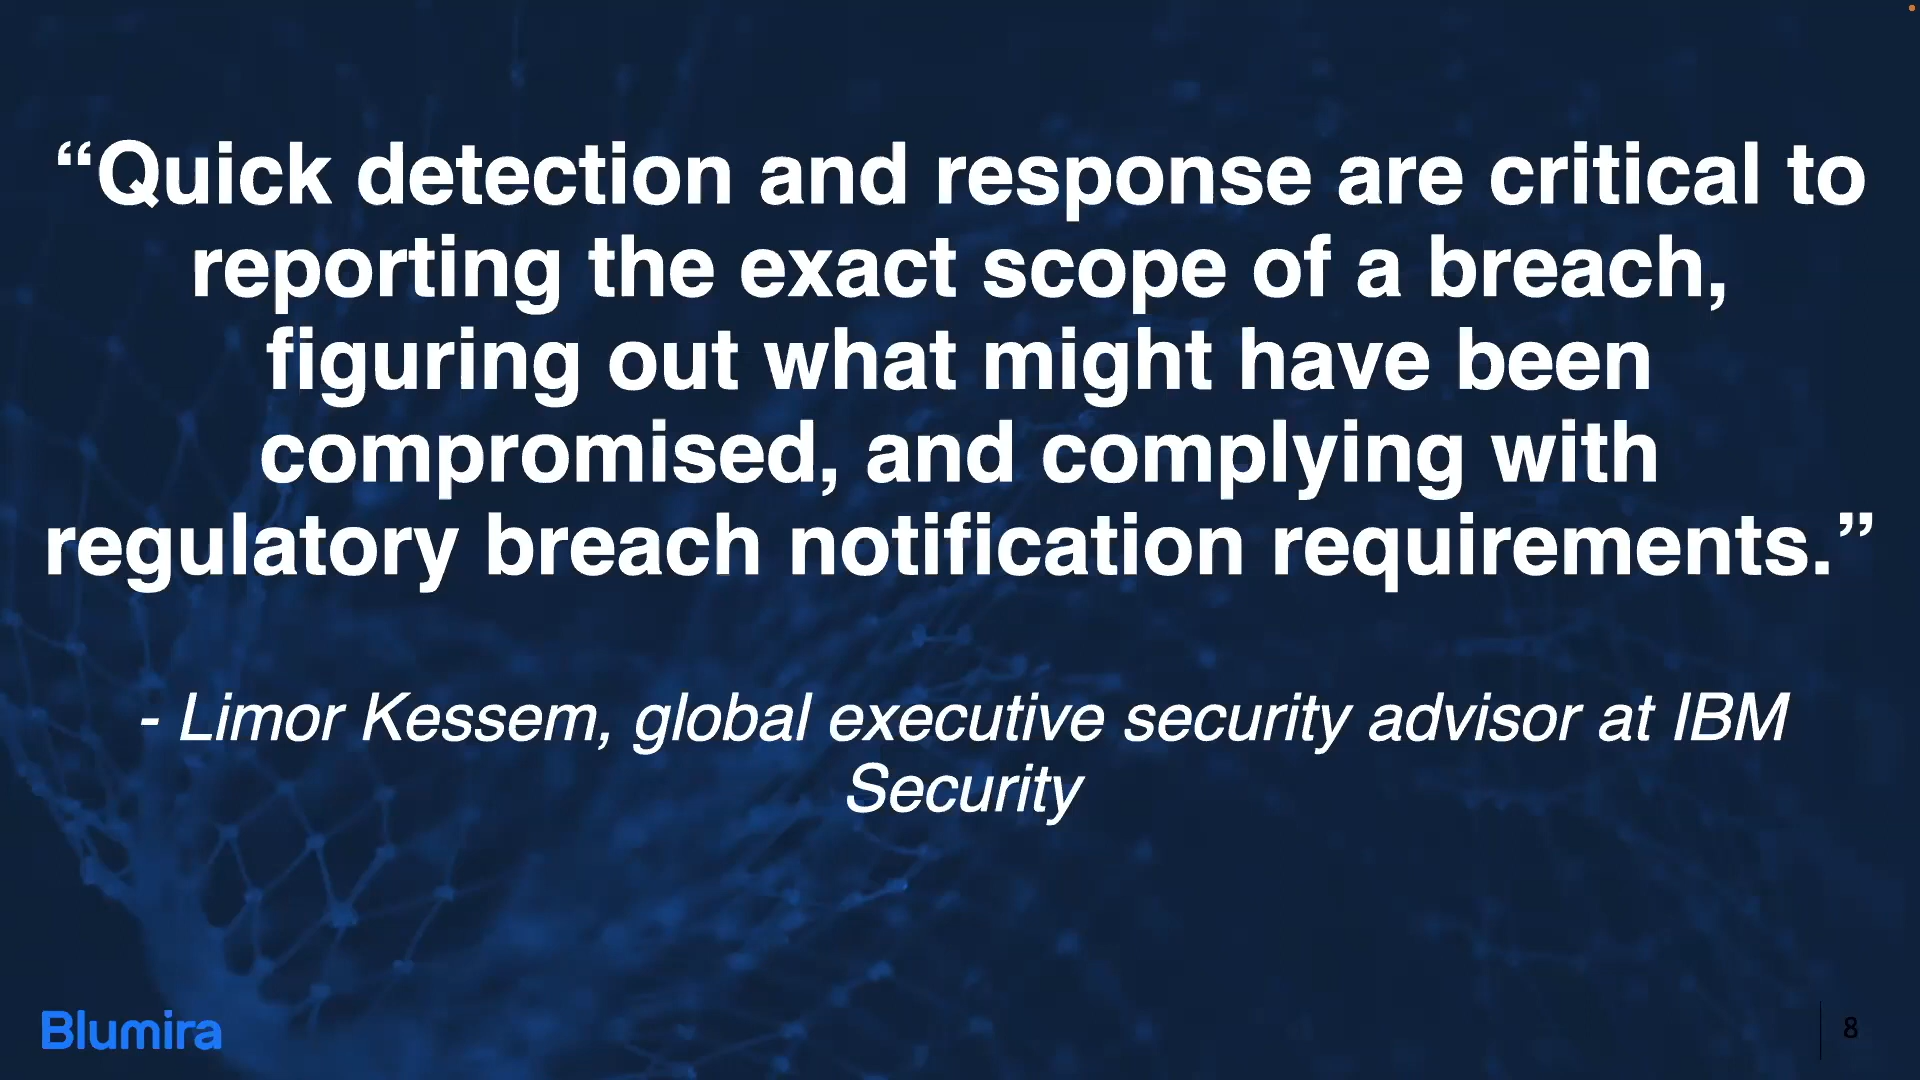 “Quick detection and response are critical to
reporting the exact scope of a breach,
figuring out what might have been
compromised, and complying with
regulatory breach notification requirements.”
- Limor Kessem, global executive security advisor at IBM
Security
Blumira
8